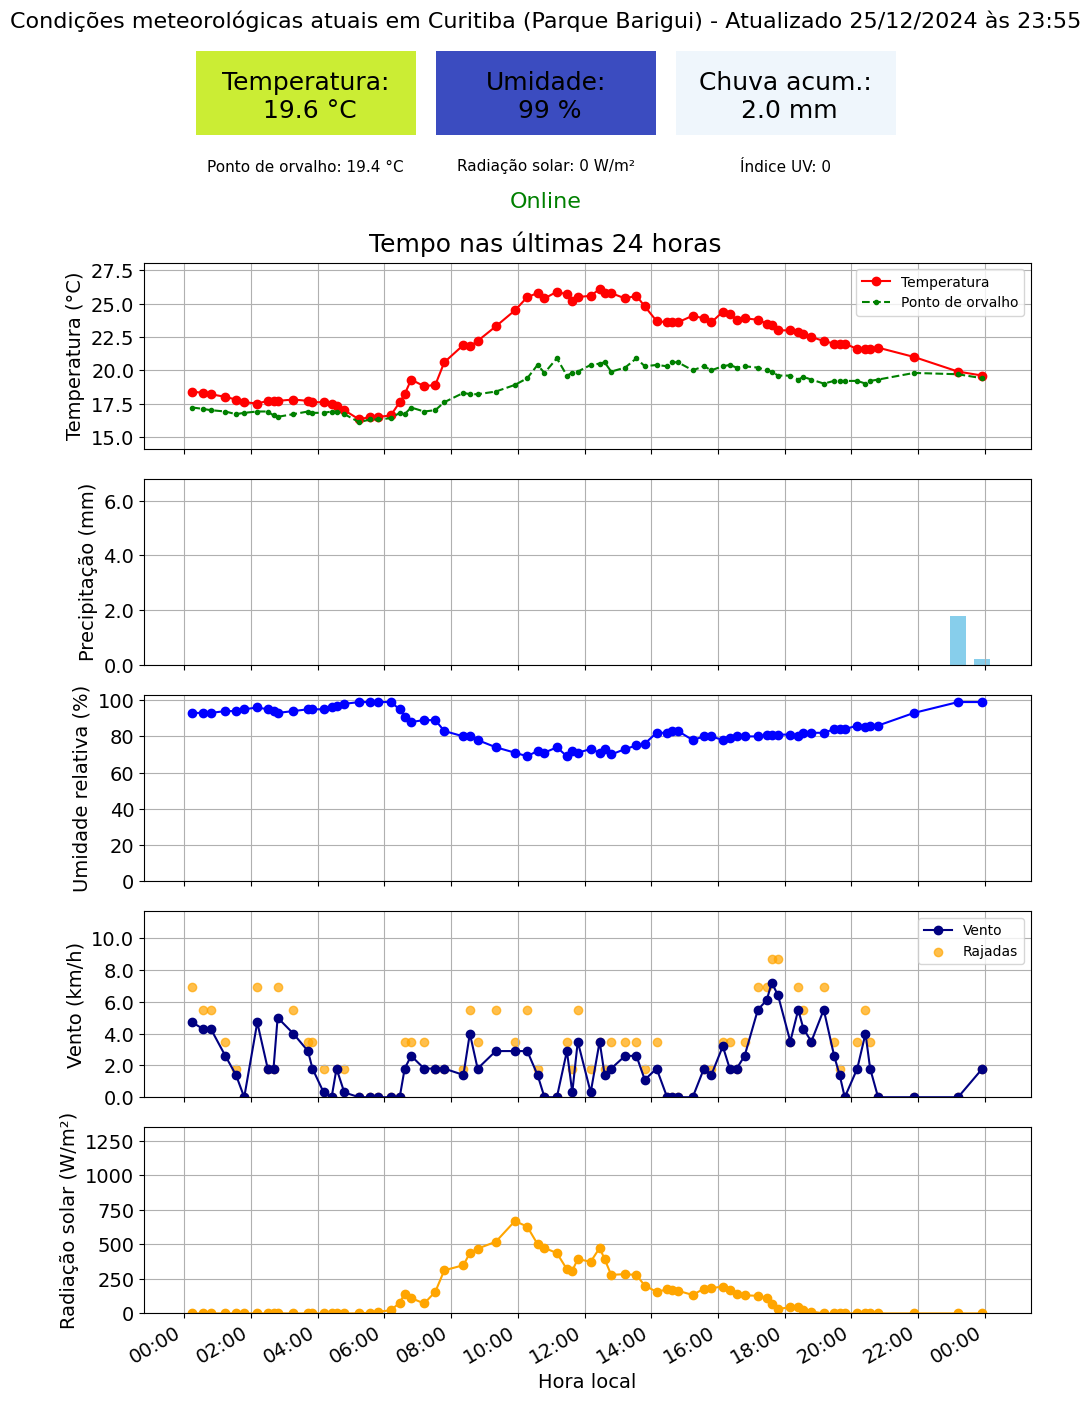 Condições meteorológicas atuais em Curitiba (Parque Barigui) - Atualizado 25/12/2024 às 23:55
Temperatura:
19.6 °C
Umidade:
99 %
Chuva acum.:
2.0 mm
Ponto de orvalho: 19.4 °C
Radiação solar: 0 W/m²
Índice UV: 0
Online
Tempo nas últimas 24 horas
Temperatura (°C)
27.5
25.0
22.5
20.0
17.5
15.0
Temperatura
Ponto de orvalho
Precipitação (mm)
6.0
4.0
2.0
0.0
Umidade relativa (%)
100
80
60
40
20
0
Vento (km/h)
10.0
8.0
6.0
4.0
2.0
0.0
Vento
Rajadas
Radiação solar (W/m²)
1250
1000
750
500
250
0
00:00
02:00
04:00
06:00
08:00
10:00
12:00
14:00
16:00
18:00
20:00
22:00
00:00
Hora local